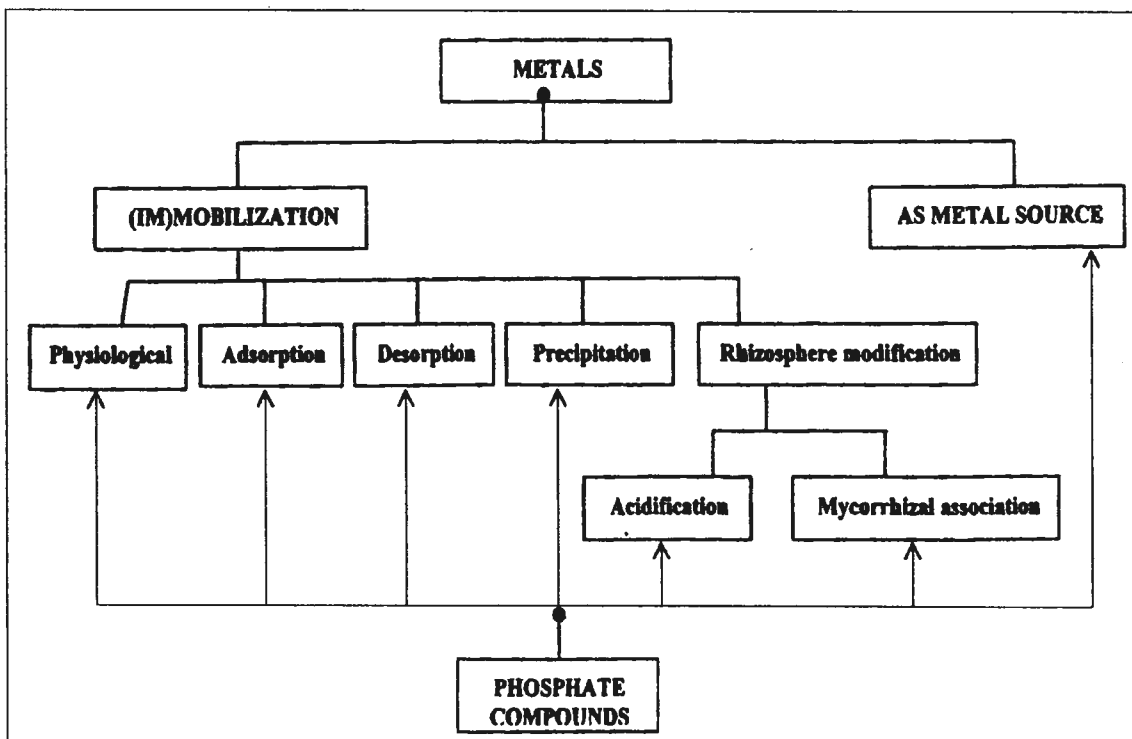 METALS
(IM)MOBILIZATION
AS METAL SOURCE
Physiological
Adsorption
Desorption
Precipitation
Rhizosphere modification
Acidification
Mycorrhizal association
PHOSPHATE
COMPOUNDS